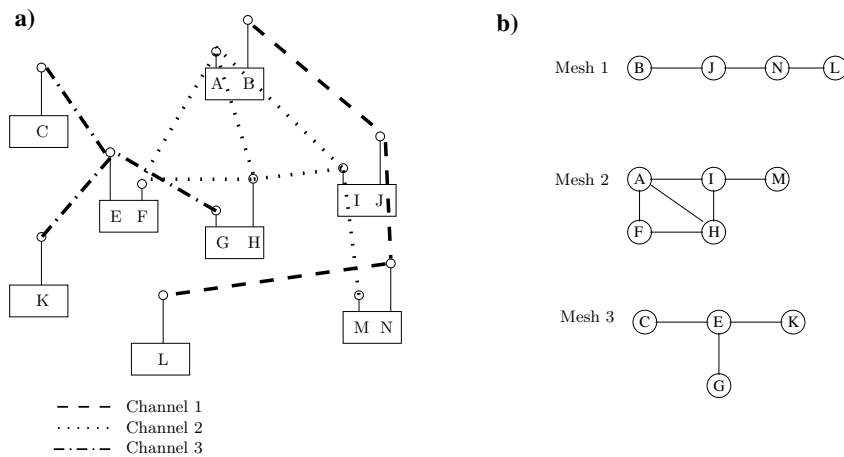 a)
A B
C
E F
G H
I J
K
L
M N
Channel 1
Channel 2
Channel 3
b)
Mesh 1
B J N L
Mesh 2
A I M
F H
Mesh 3
C E K
G